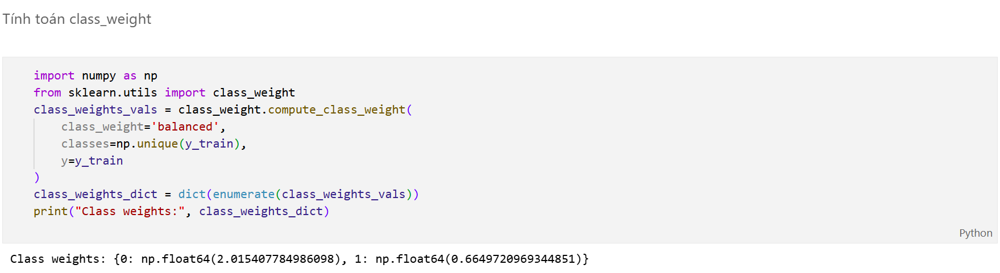 Tính toán class_weight
import numpy as np
from sklearn.utils import class_weight
class_weights_vals = class_weight.compute_class_weight(
    class_weight='balanced',
    classes=np.unique(y_train),
    y=y_train
)
class_weights_dict = dict(enumerate(class_weights_vals))
print("Class weights:", class_weights_dict)
Python
Class weights: {0: np.float64(2.015407784986098), 1: np.float64(0.6649720969344851)}